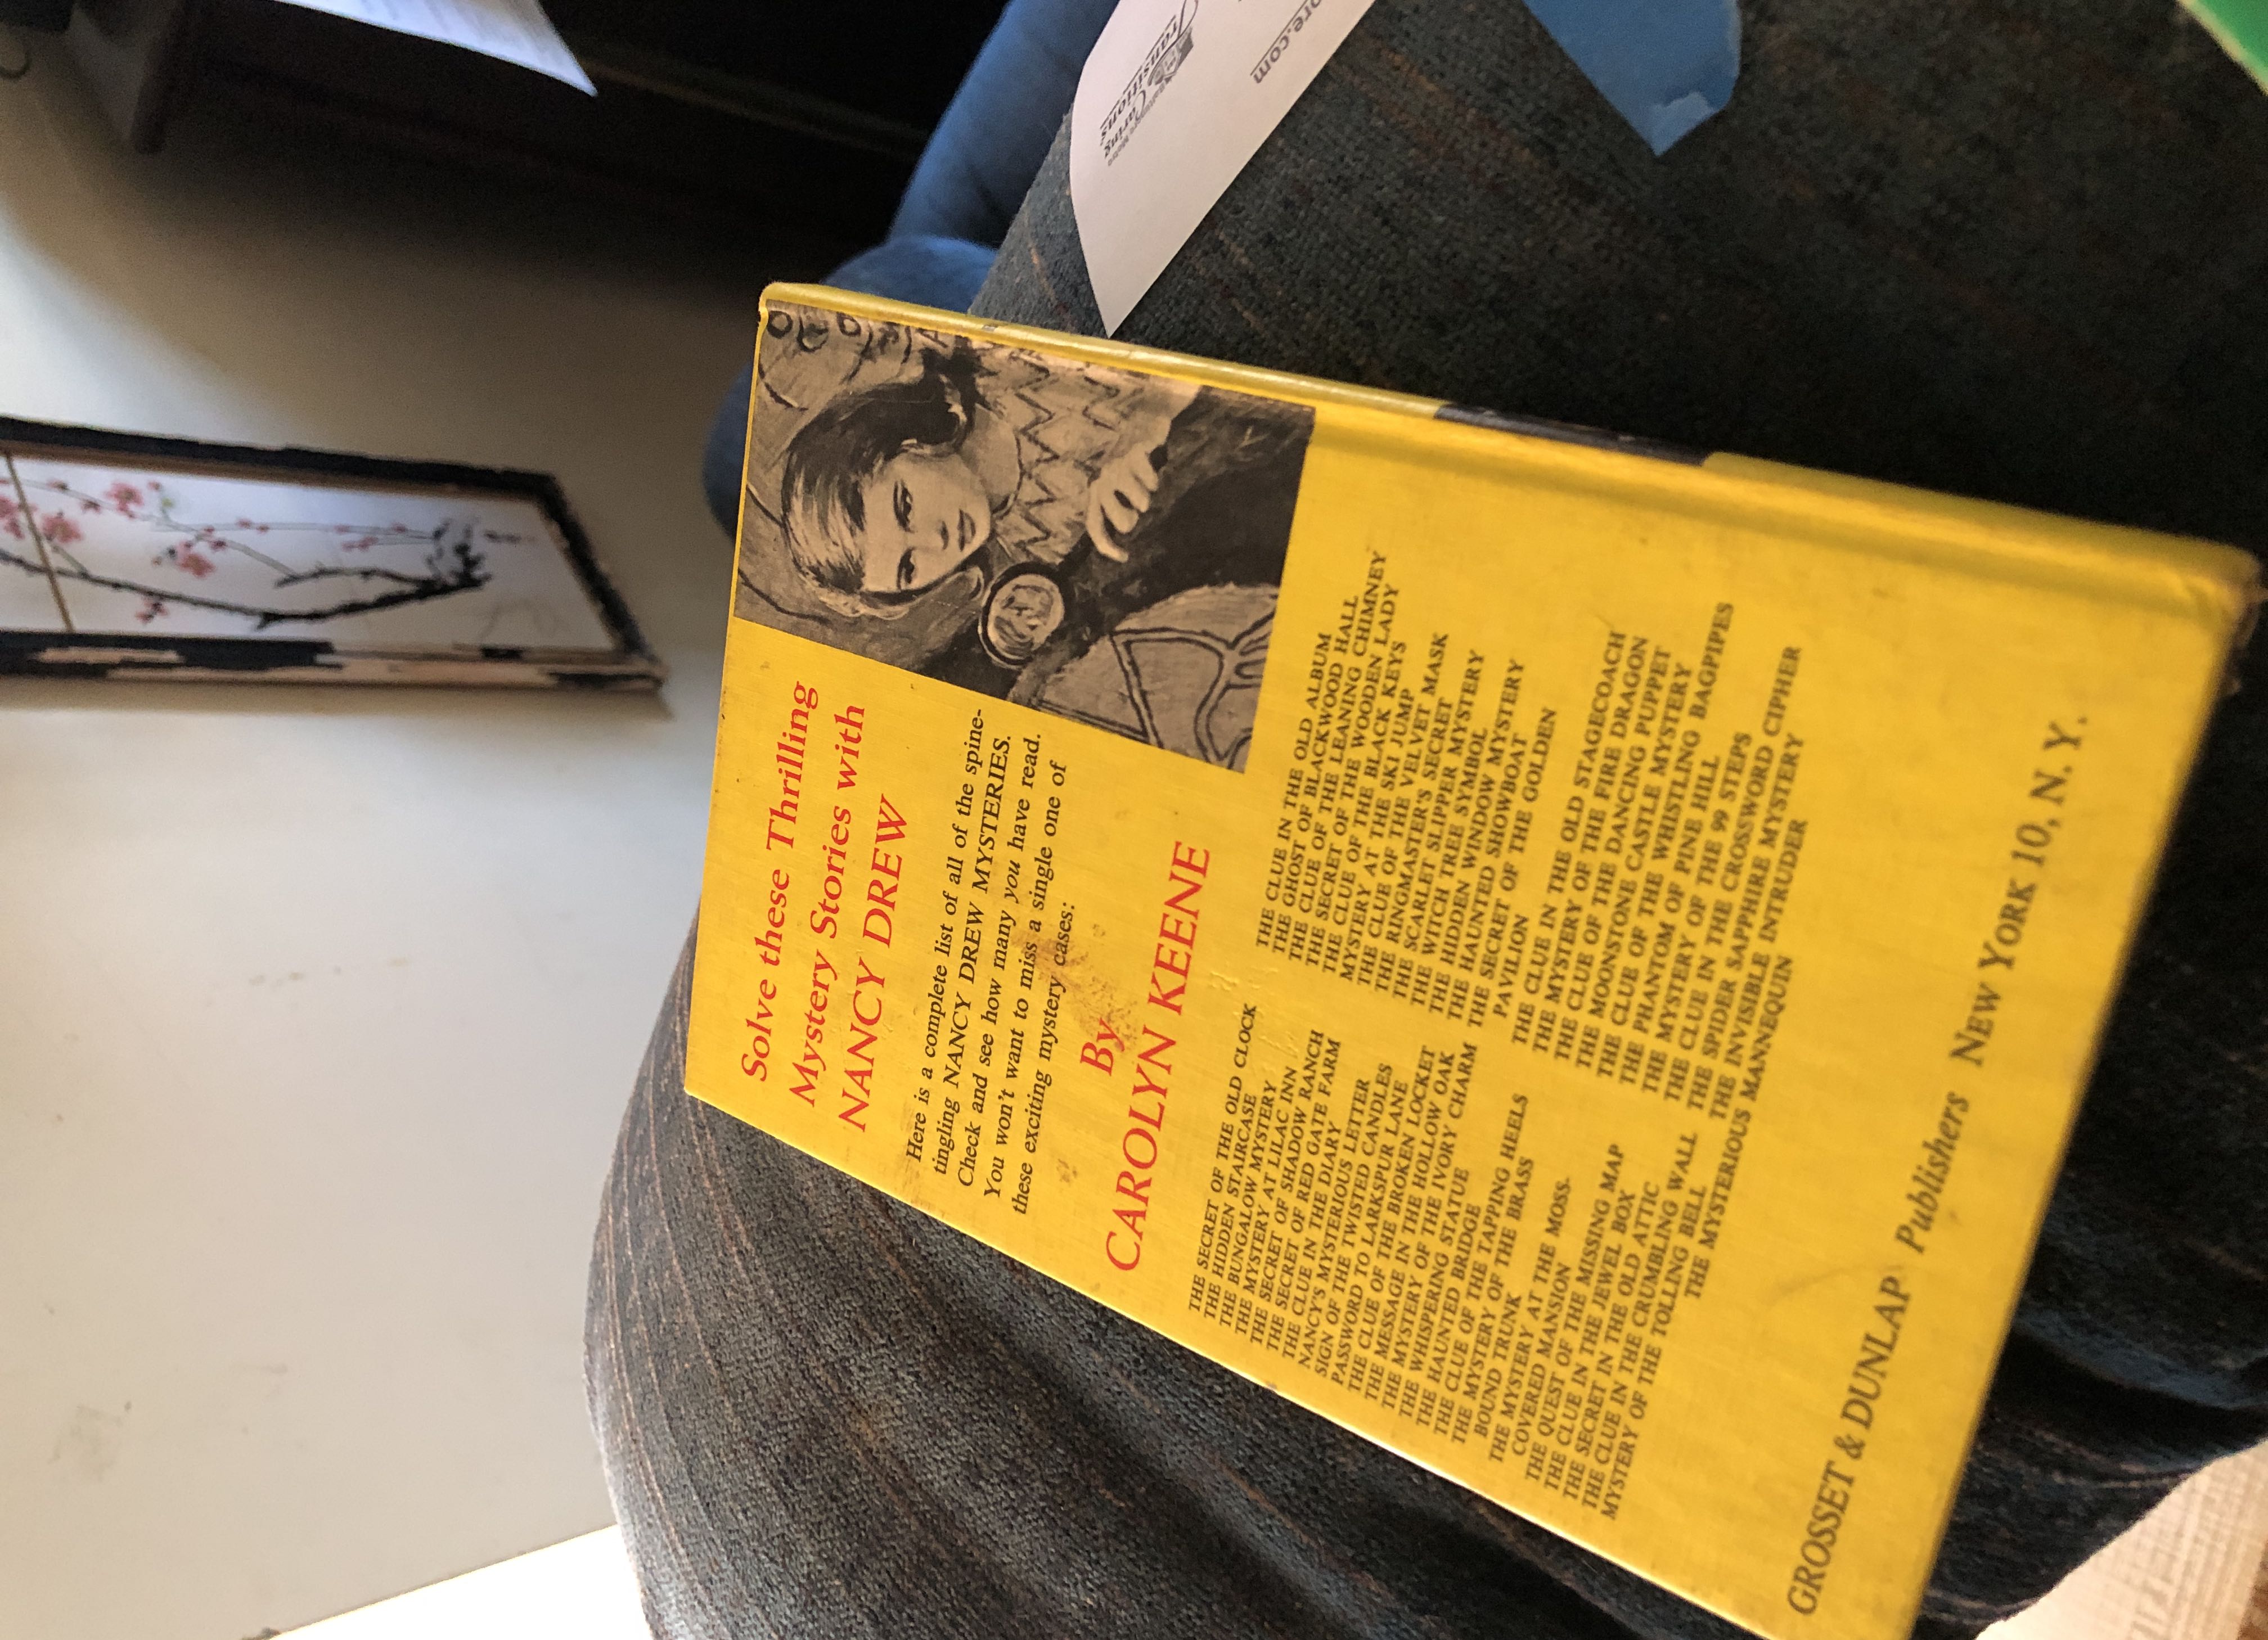 Solve these Thrilling
Mystery Stories with
NANCY DREW
Here is a complete list of all of the spine-
tingling NANCY DREW MYSTERIES.
Check and see how many you have read.
You won't want to miss a single one of
these exciting mystery cases:
By
CAROLYN KEENE
THE SECRET OF THE OLD CLOCK
THE HIDDEN STAIRCASE
THE BUNGALOW MYSTERY
THE MYSTERY AT LILAC INN
THE SECRET OF SHADOW RANCH
THE SECRET OF RED GATE FARM
THE CLUE IN THE DIARY
NANCY'S MYSTERIOUS LETTER
SIGN OF THE TWISTED CANDLES
PASSWORD TO LARKSPUR LANE
THE CLUE OF THE BROKEN LOCKET
THE MESSAGE IN THE HOLLOW OAK
THE MYSTERY OF THE IVORY CHARM
THE WHISPERING STATUE
THE HAUNTED BRIDGE
THE CLUE OF THE TAPPING HEELS
THE MYSTERY OF THE BRASS
BOUND TRUNK
THE MYSTERY AT THE MOSS-
COVERED MANSION
THE QUEST OF THE MISSING MAP
THE CLUE IN THE JEWEL BOX
THE SECRET IN THE OLD ATTIC
THE CLUE IN THE CRUMBLING WALL
MYSTERY OF THE TOLLING BELL
THE CLUE IN THE OLD ALBUM
THE GHOST OF BLACKWOOD HALL
THE CLUE OF THE LEANING CHIMNEY
THE SECRET OF THE WOODEN LADY
THE CLUE OF THE BLACK KEYS
MYSTERY AT THE SKI JUMP
THE CLUE OF THE VELVET MASK
THE RINGMASTER'S SECRET
THE SCARLET SLIPPER MYSTERY
THE WITCH TREE SYMBOL
THE HIDDEN WINDOW MYSTERY
THE HAUNTED SHOWBOAT
THE SECRET OF THE GOLDEN
PAVILION
THE CLUE IN THE OLD STAGECOACH
THE MYSTERY OF THE FIRE DRAGON
THE CLUE OF THE DANCING PUPPET
THE MOONSTONE CASTLE MYSTERY
THE CLUE OF THE WHISTLING BAGPIPES
THE PHANTOM OF PINE HILL
THE MYSTERY OF THE 99 STEPS
THE CLUE IN THE CROSSWORD CIPHER
THE SPIDER SAPPHIRE MYSTERY
THE INVISIBLE INTRUDER
THE MYSTERIOUS MANNEQUIN
GROSSET & DUNLAP Publishers NEW YORK 10, N. Y.
ore.com
Caring
Transitions